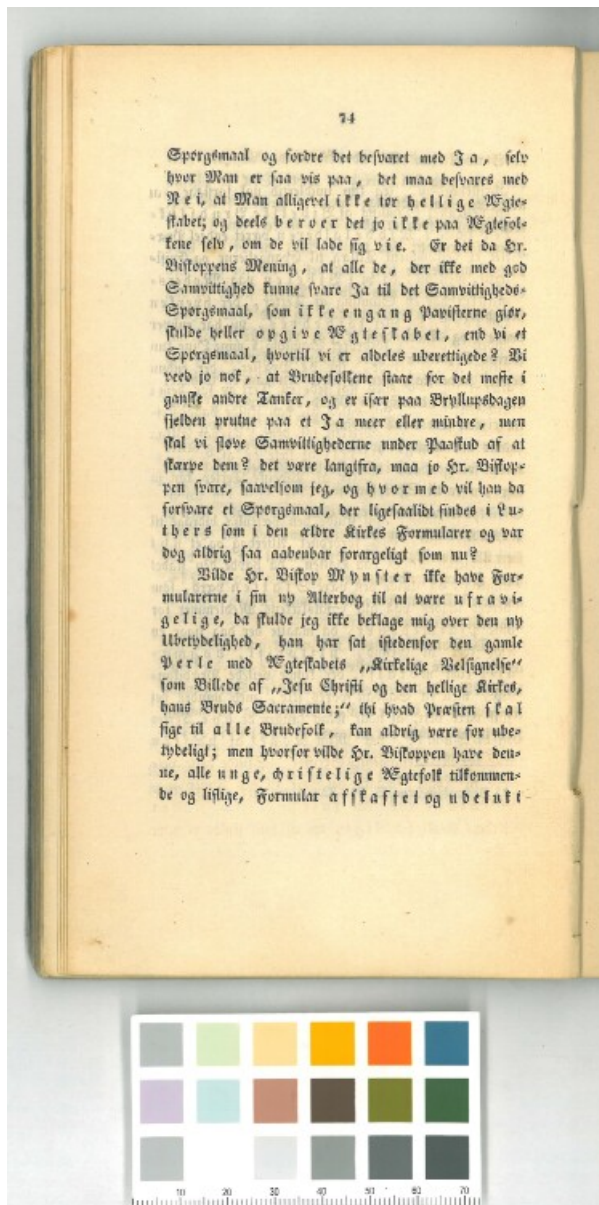 74
Spørgsmaal og fordre det besvaret med Ja, selv
hvor Man er saa vis paa, det maa besvares med
Nei, at Man alligevel ikke tør hellige Ægte-
skabet; og deels beroer det jo ikke paa Ægtefol-
kene selv, om de vil lade sig vie. Er det da Hr.
Biskoppens Mening, at alle de, der ikke med god
Samvittighed kunne svare Ja til det Samvittigheds-
Spørgsmaal, som ikke engang Papisterne giør,
skulde heller opgive Ægteskabet, end vi et
Spørgsmaal, hvortil vi er aldeles uberettigede? Vi
veed jo nok, at Brudefolkene staae for det meste i
ganske andre Tanker, og er især paa Bryllupsdagen
sjelden prutne paa et Ja meer eller mindre, men
skal vi sløve Samvittighederne under Paaskud af at
skærpe dem? det være langtfra, maa jo Hr. Biskop-
pen svare, saavelsom jeg, og hvormed vil han da
forsvare et Spørgsmaal, der ligesaalidt findes i Lu-
thers som i den ældre Kirkes Formularer og var
dog aldrig saa aabenbar forargeligt som nu?
Vilde Hr. Biskop Mynster ikke have For-
mularerne i sin ny Alterbog til at være ufravi-
gelige, da skulde jeg ikke beklage mig over den ny
Ubetydelighed, han har sat istedenfor den gamle
Perle med Ægteskabets „Kirkelige Velsignelse“
som Billede af „Jesu Christi og den hellige Kirkes,
hans Bruds Sacramente;“ thi hvad Præsten skal
sige til alle Brudefolk, kan aldrig være for ube-
tydeligt; men hvorfor vilde Hr. Biskoppen have den-
ne, alle unge, christelige Ægtefolk tilkommen-
de og liflige, Formular afskaffet og udelukt
10 20 30 40 50 60 70